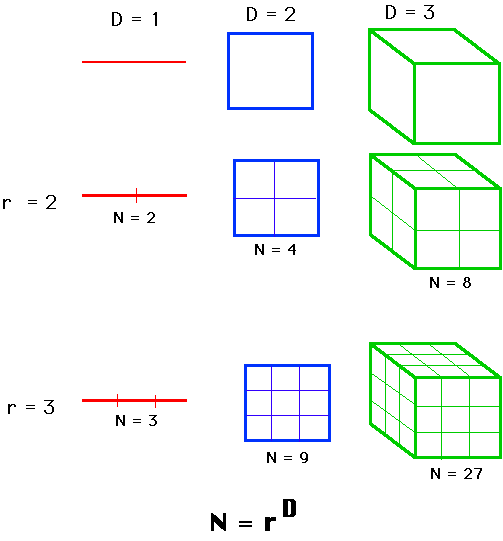 D = 1
D = 2
D = 3
r = 2
N = 2
N = 4
N = 8
r = 3
N = 3
N = 9
N = 27
N = r^D